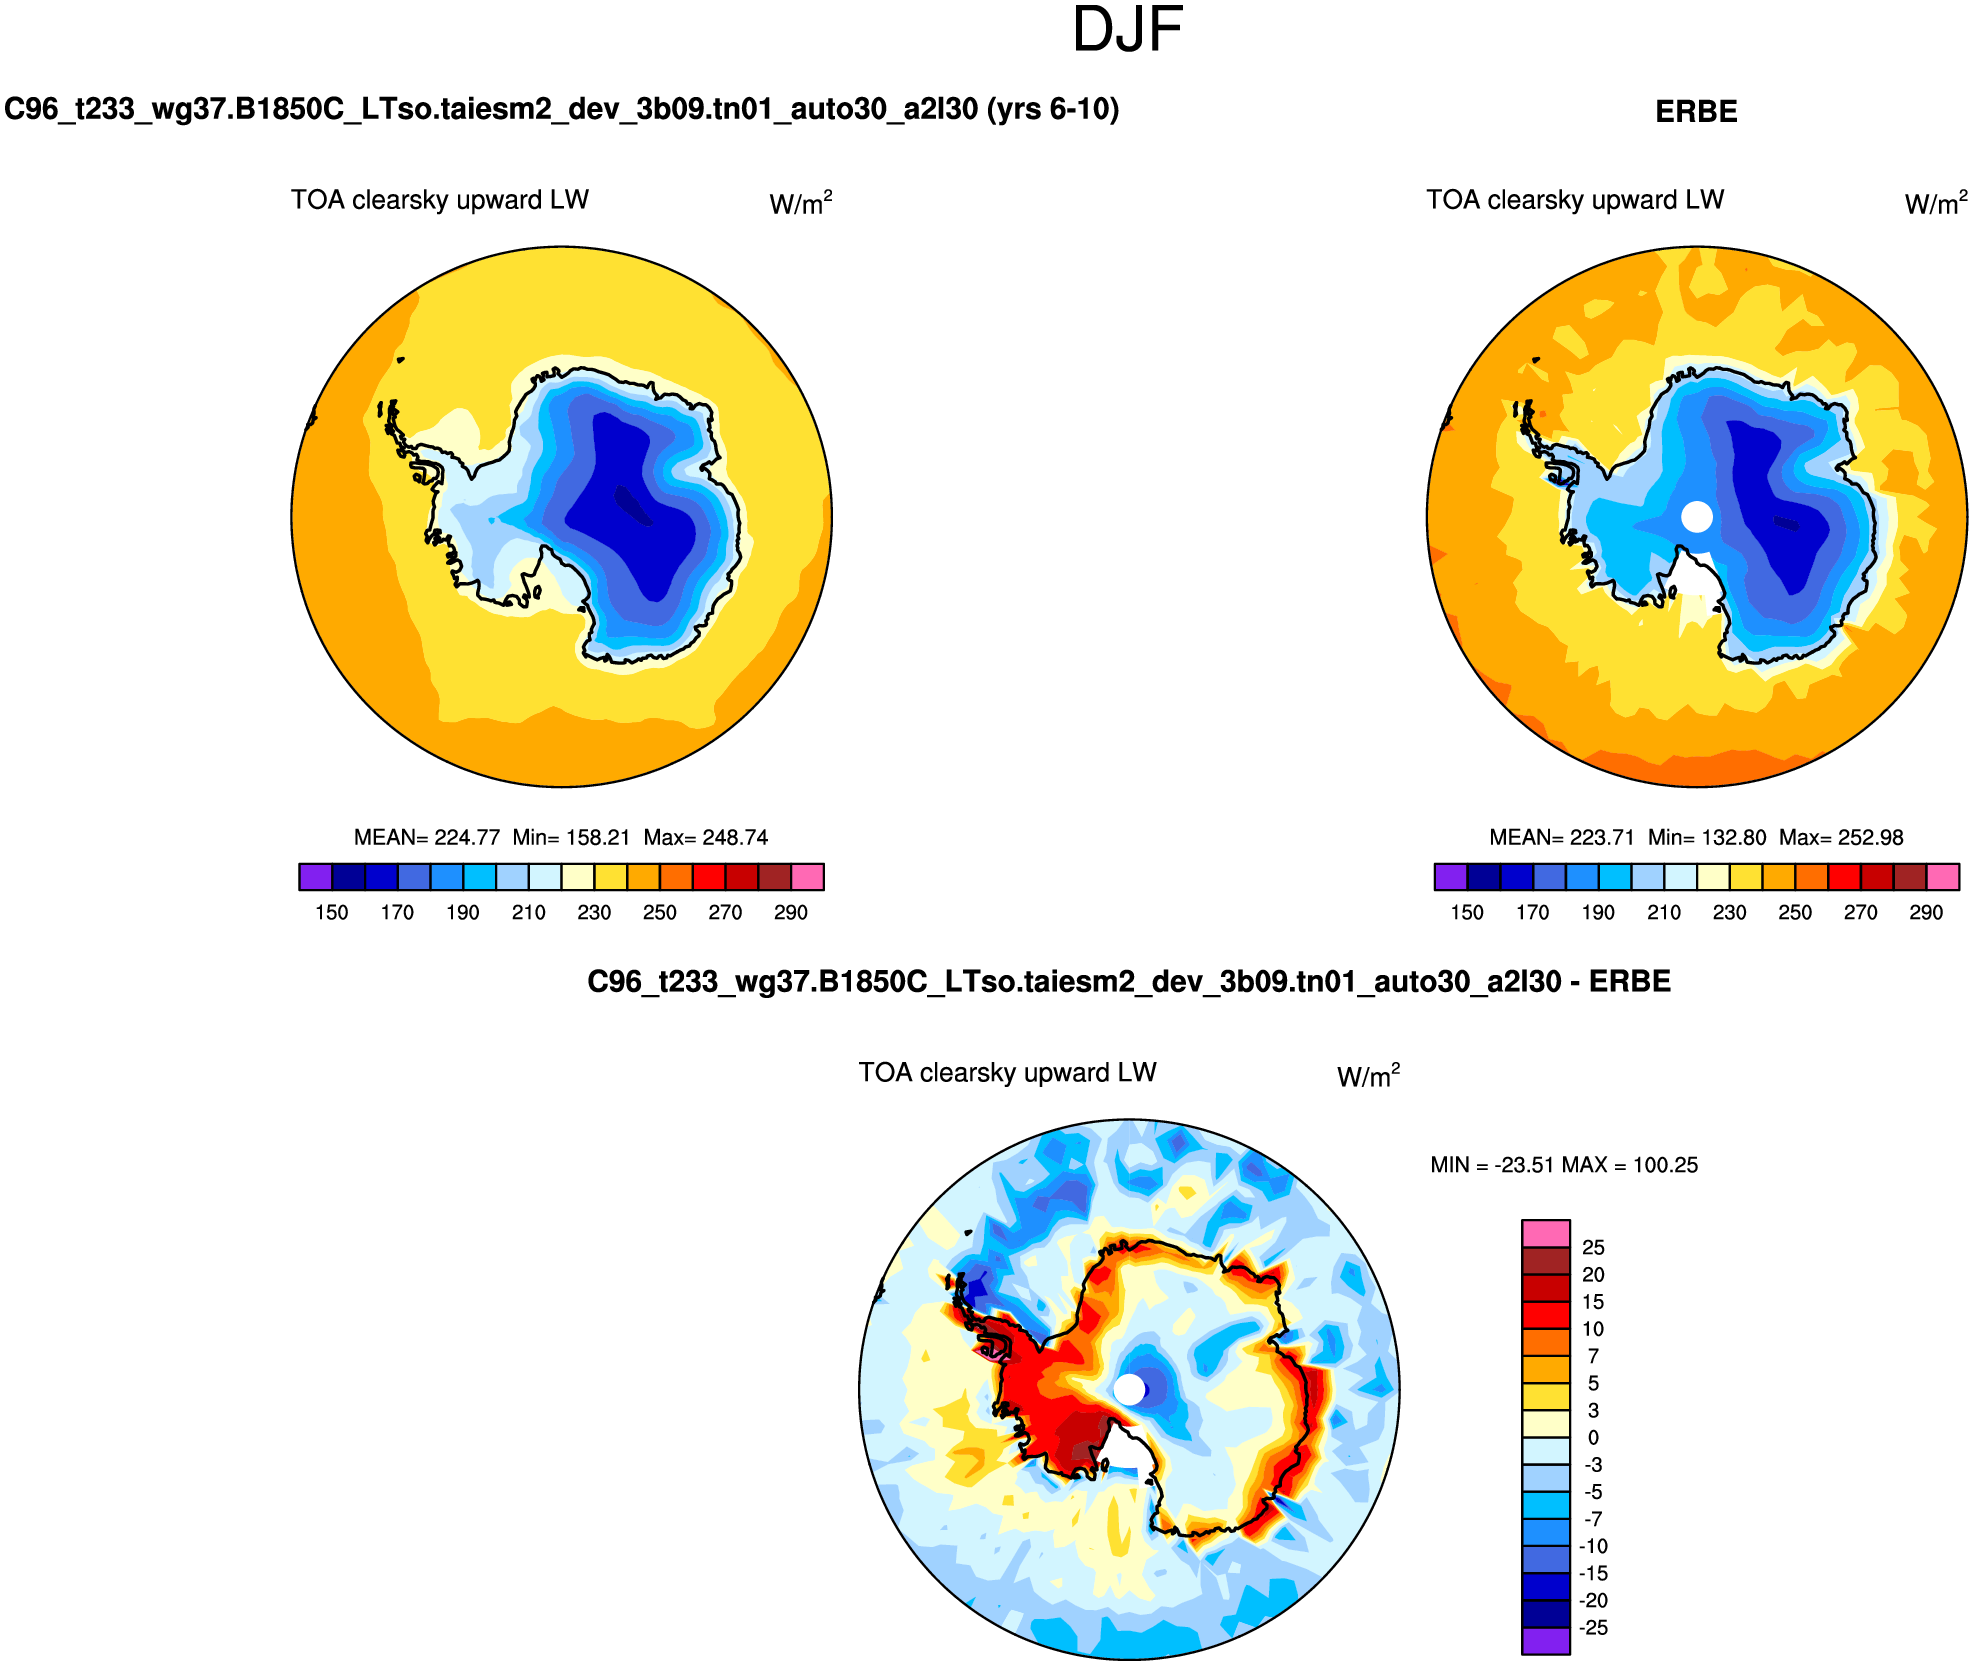 DJF
C96_t233_wg37.B1850C_LTso.taiesm2_dev_3b09.tn01_auto30_a2l30 (yrs 6-10)
ERBE
TOA clearsky upward LW W/m²
TOA clearsky upward LW W/m²
MEAN= 224.77 Min= 158.21 Max= 248.74
MEAN= 223.71 Min= 132.80 Max= 252.98
150 170 190 210 230 250 270 290
150 170 190 210 230 250 270 290
C96_t233_wg37.B1850C_LTso.taiesm2_dev_3b09.tn01_auto30_a2l30 - ERBE
TOA clearsky upward LW W/m²
MIN = -23.51 MAX = 100.25
25
20
15
10
7
5
3
0
-3
-5
-7
-10
-15
-20
-25